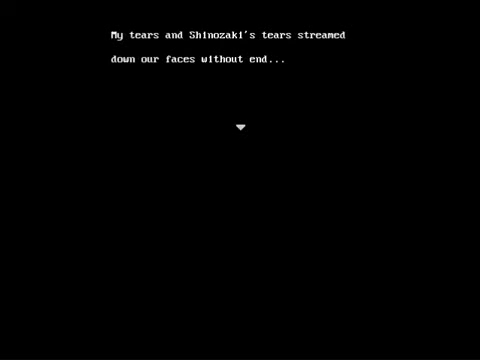 My tears and Shinozaki's tears streamed
down our faces without end...